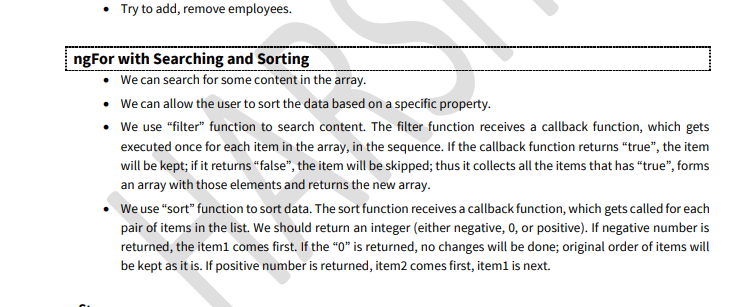 • Try to add, remove employees.
ngFor with Searching and Sorting
• We can search for some content in the array.
• We can allow the user to sort the data based on a specific property.
• We use “filter” function to search content. The filter function receives a callback function, which gets
executed once for each item in the array, in the sequence. If the callback function returns “true”, the item
will be kept; if it returns “false”, the item will be skipped; thus it collects all the items that has “true”, forms
an array with those elements and returns the new array.
• We use “sort” function to sort data. The sort function receives a callback function, which gets called for each
pair of items in the list. We should return an integer (either negative, 0, or positive). If negative number is
returned, the item1 comes first. If the “0” is returned, no changes will be done; original order of items will
be kept as it is. If positive number is returned, item2 comes first, item1 is next.